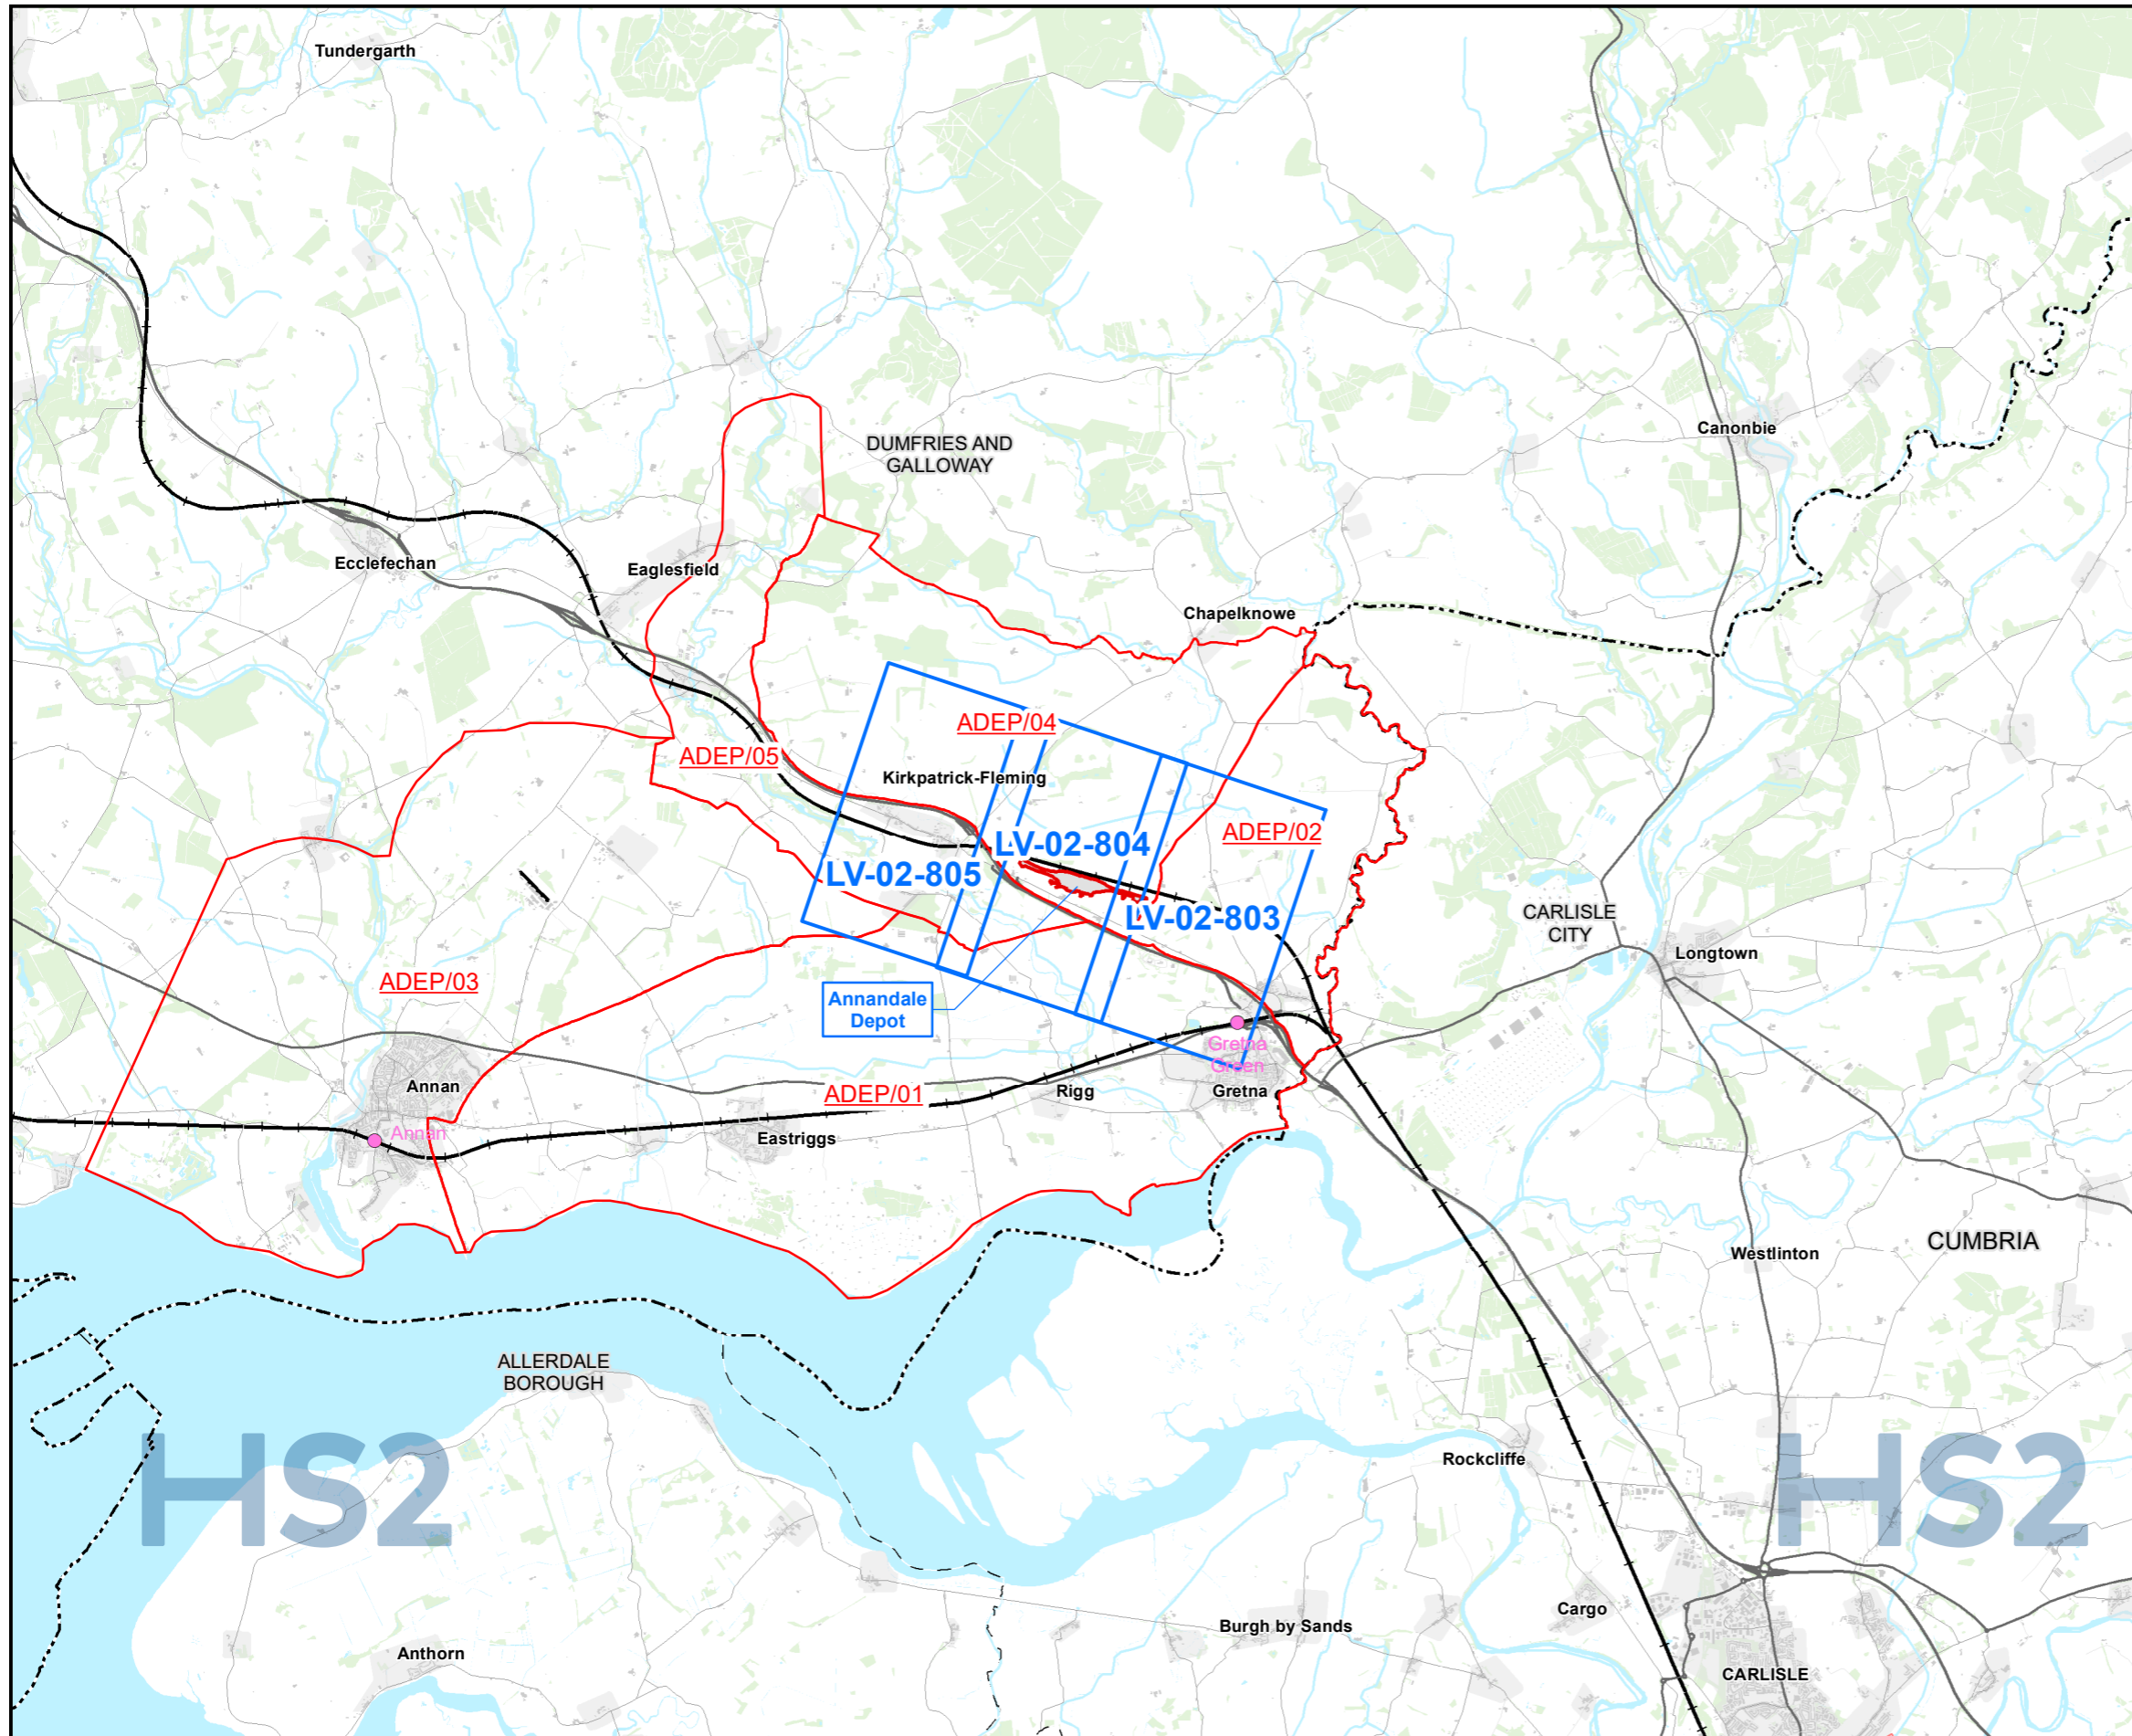 Tundergarth
DUMFRIES AND
GALLOWAY
Canonbie
Ecclefechan
Eaglesfield
Chapelknowe
ADEP/04
ADEP/05
Kirkpatrick-Fleming
ADEP/02
LV-02-804
LV-02-805
LV-02-803
CARLISLE
CITY
Longtown
ADEP/03
Annandale
Depot
Gretna
Green
Annan
ADEP/01
Rigg
Gretna
Annan
Eastriggs
CUMBRIA
Westlinton
ALLERDALE
BOROUGH
HS2
HS2
Rockcliffe
Cargo
Burgh by Sands
Anthorn
CARLISLE